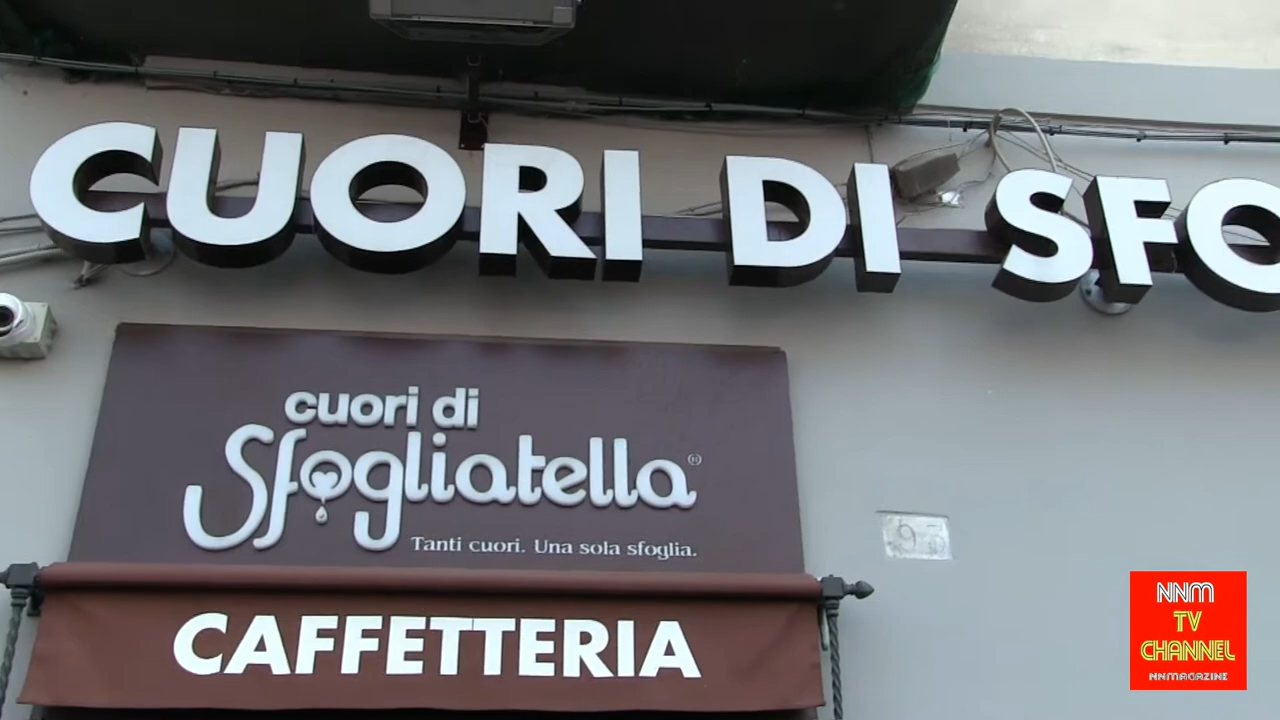 CUORI DI SFO
cuori di
Sfogliatella®
Tanti cuori. Una sola sfoglia.
CAFFETTERIA
NNM
TV
CHANNEL
NNMAGAZINE